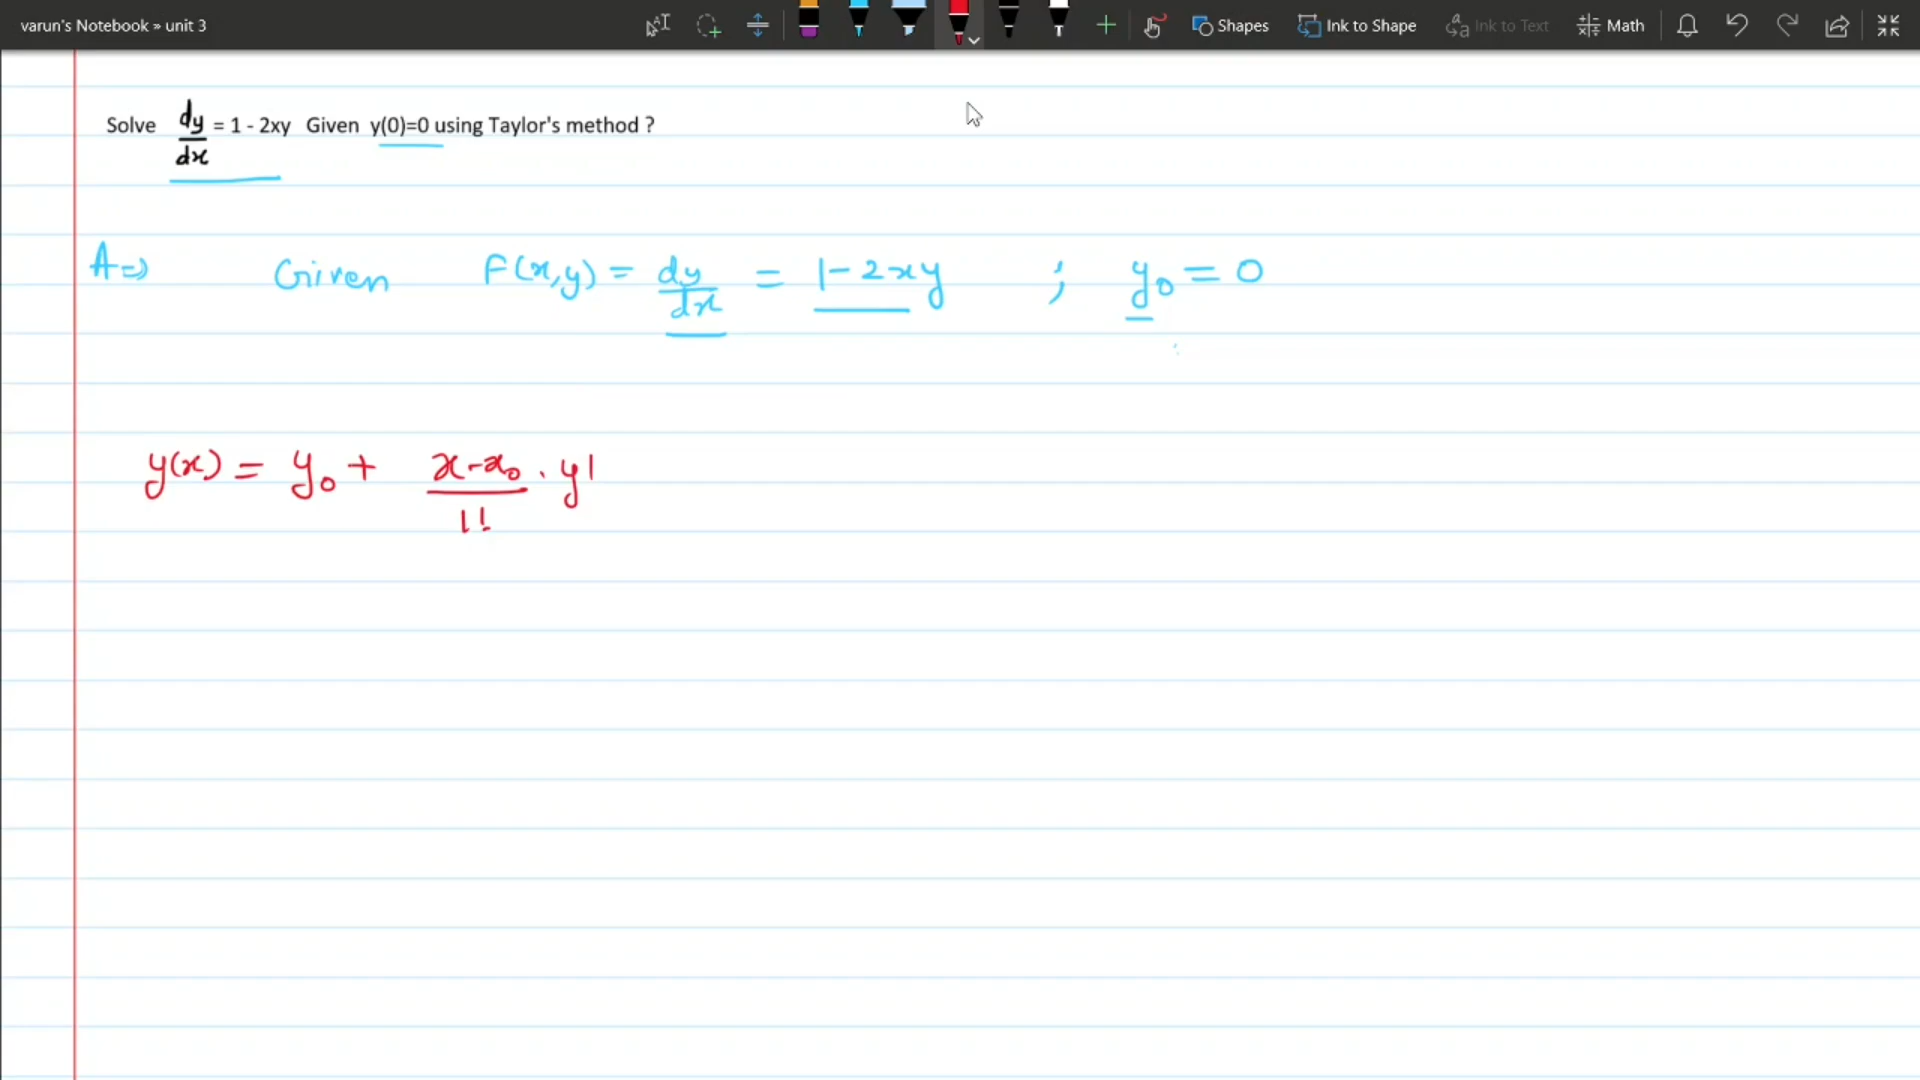 varun's Notebook » unit 3
Shapes Ink to Shape Ink to Text Math
Solve dy/dx = 1 - 2xy Given y(0)=0 using Taylor's method ?
A⇒ Given F(x,y) = dy/dx = 1-2xy ; y₀ = 0
y(x) = y₀ + x-x₀/1! . y'